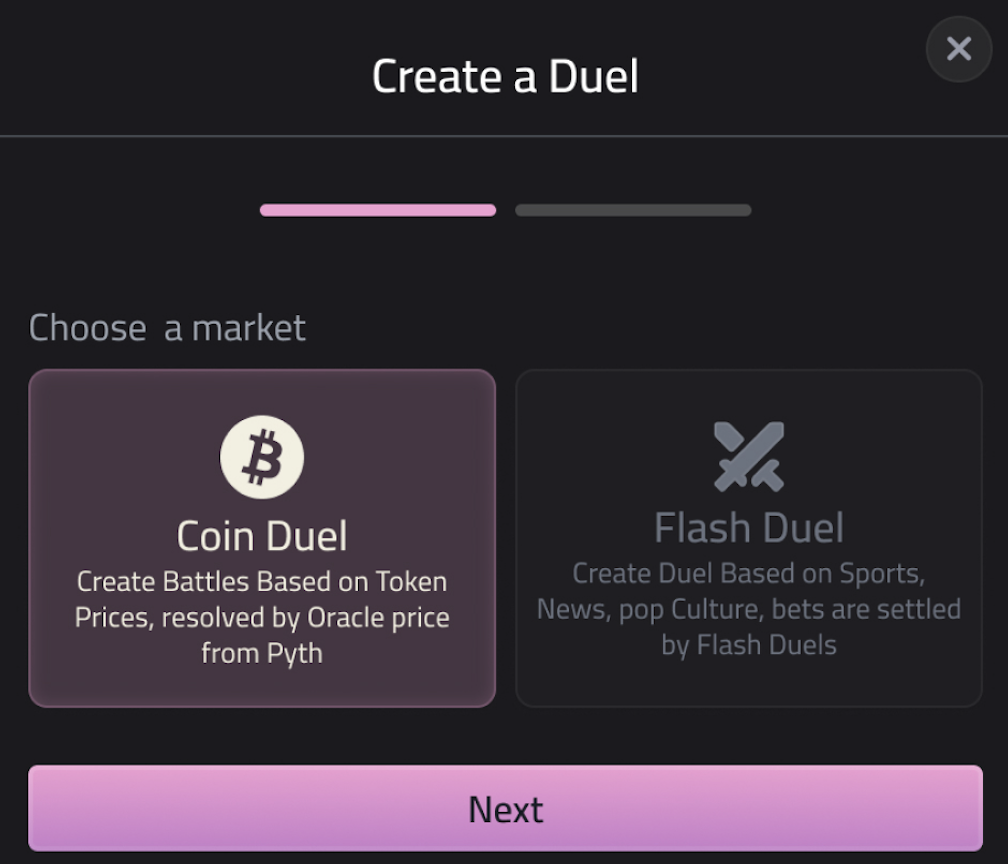 Create a Duel
Choose a market
Coin Duel
Create Battles Based on Token
Prices, resolved by Oracle price
from Pyth
Flash Duel
Create Duel Based on Sports,
News, pop Culture, bets are settled
by Flash Duels
Next